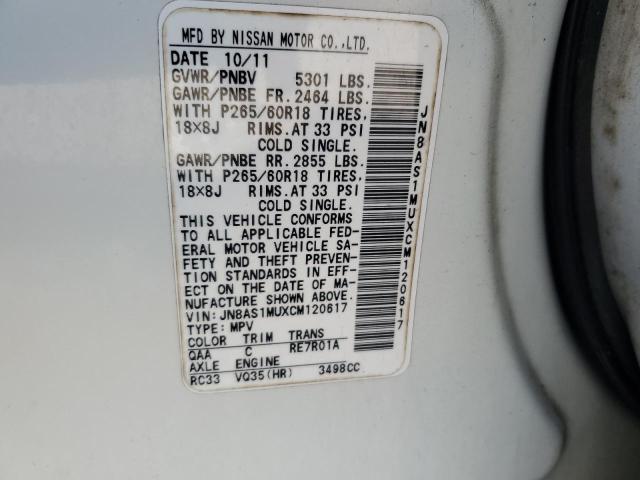 MFD BY NISSAN MOTOR CO.,LTD.
DATE 10/11
GVWR/PNBV 5301 LBS.
GAWR/PNBE FR. 2464 LBS.
WITH P265/60R18 TIRES,
18X8J RIMS. AT 33 PSI
COLD SINGLE.
GAWR/PNBE RR. 2855 LBS.
WITH P265/60R18 TIRES,
18X8J RIMS. AT 33 PSI
COLD SINGLE.
THIS VEHICLE CONFORMS
TO ALL APPLICABLE FED-
ERAL MOTOR VEHICLE SA-
FETY AND THEFT PREVEN-
TION STANDARDS IN EFF-
ECT ON THE DATE OF MA-
NUFACTURE SHOWN ABOVE.
VIN: JN8AS1MUXCM120617
TYPE: MPV
COLOR TRIM TRANS
QAA C RE7R01A
AXLE ENGINE
RC33 VQ35(HR) 3498CC
JN8AS1MUXCM120617